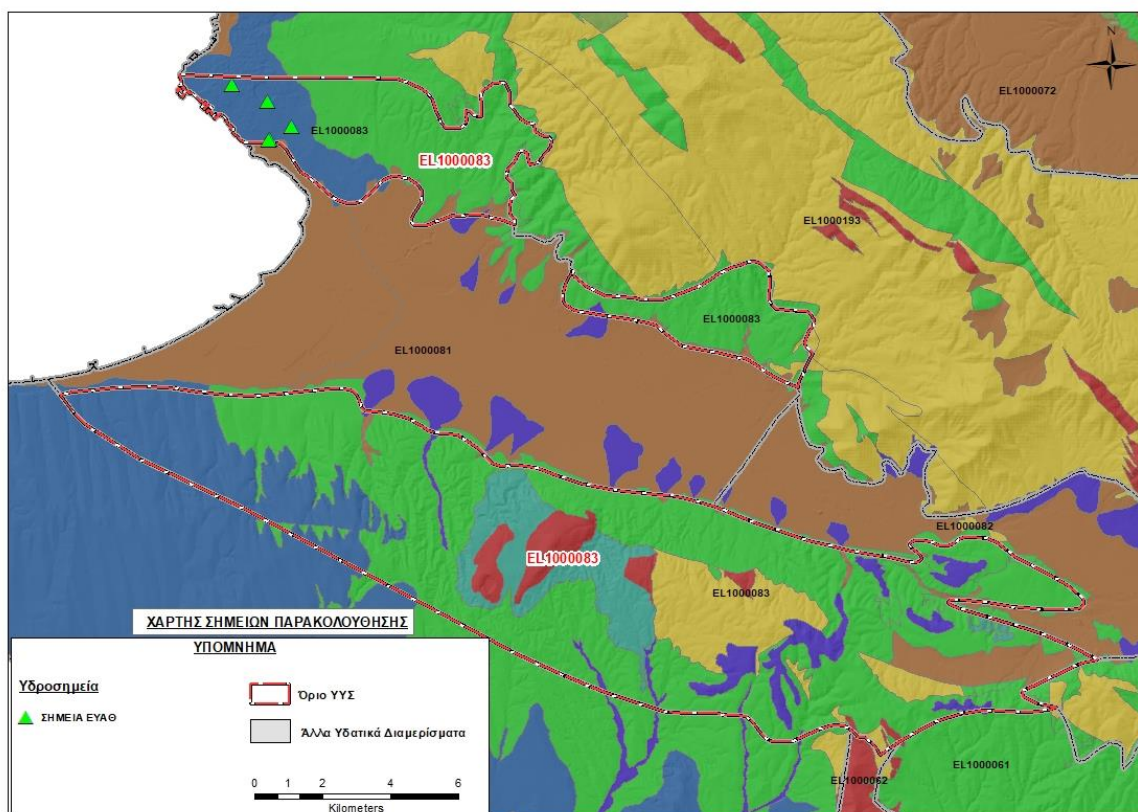 N
EL1000072
EL1000083
EL1000083
EL1000193
EL1000083
EL1000081
EL1000082
EL1000083
EL1000083
ΧΑΡΤΗΣ ΣΗΜΕΙΩΝ ΠΑΡΑΚΟΛΟΥΘΗΣΗΣ
ΥΠΟΜΝΗΜΑ
Υδροσημεία
Όριο ΥΥΣ
ΣΗΜΕΙΑ ΕΥΑΘ
Άλλα Υδατικά Διαμερίσματα
0 1 2 4 6
Kilometers
EL1000062
EL1000061